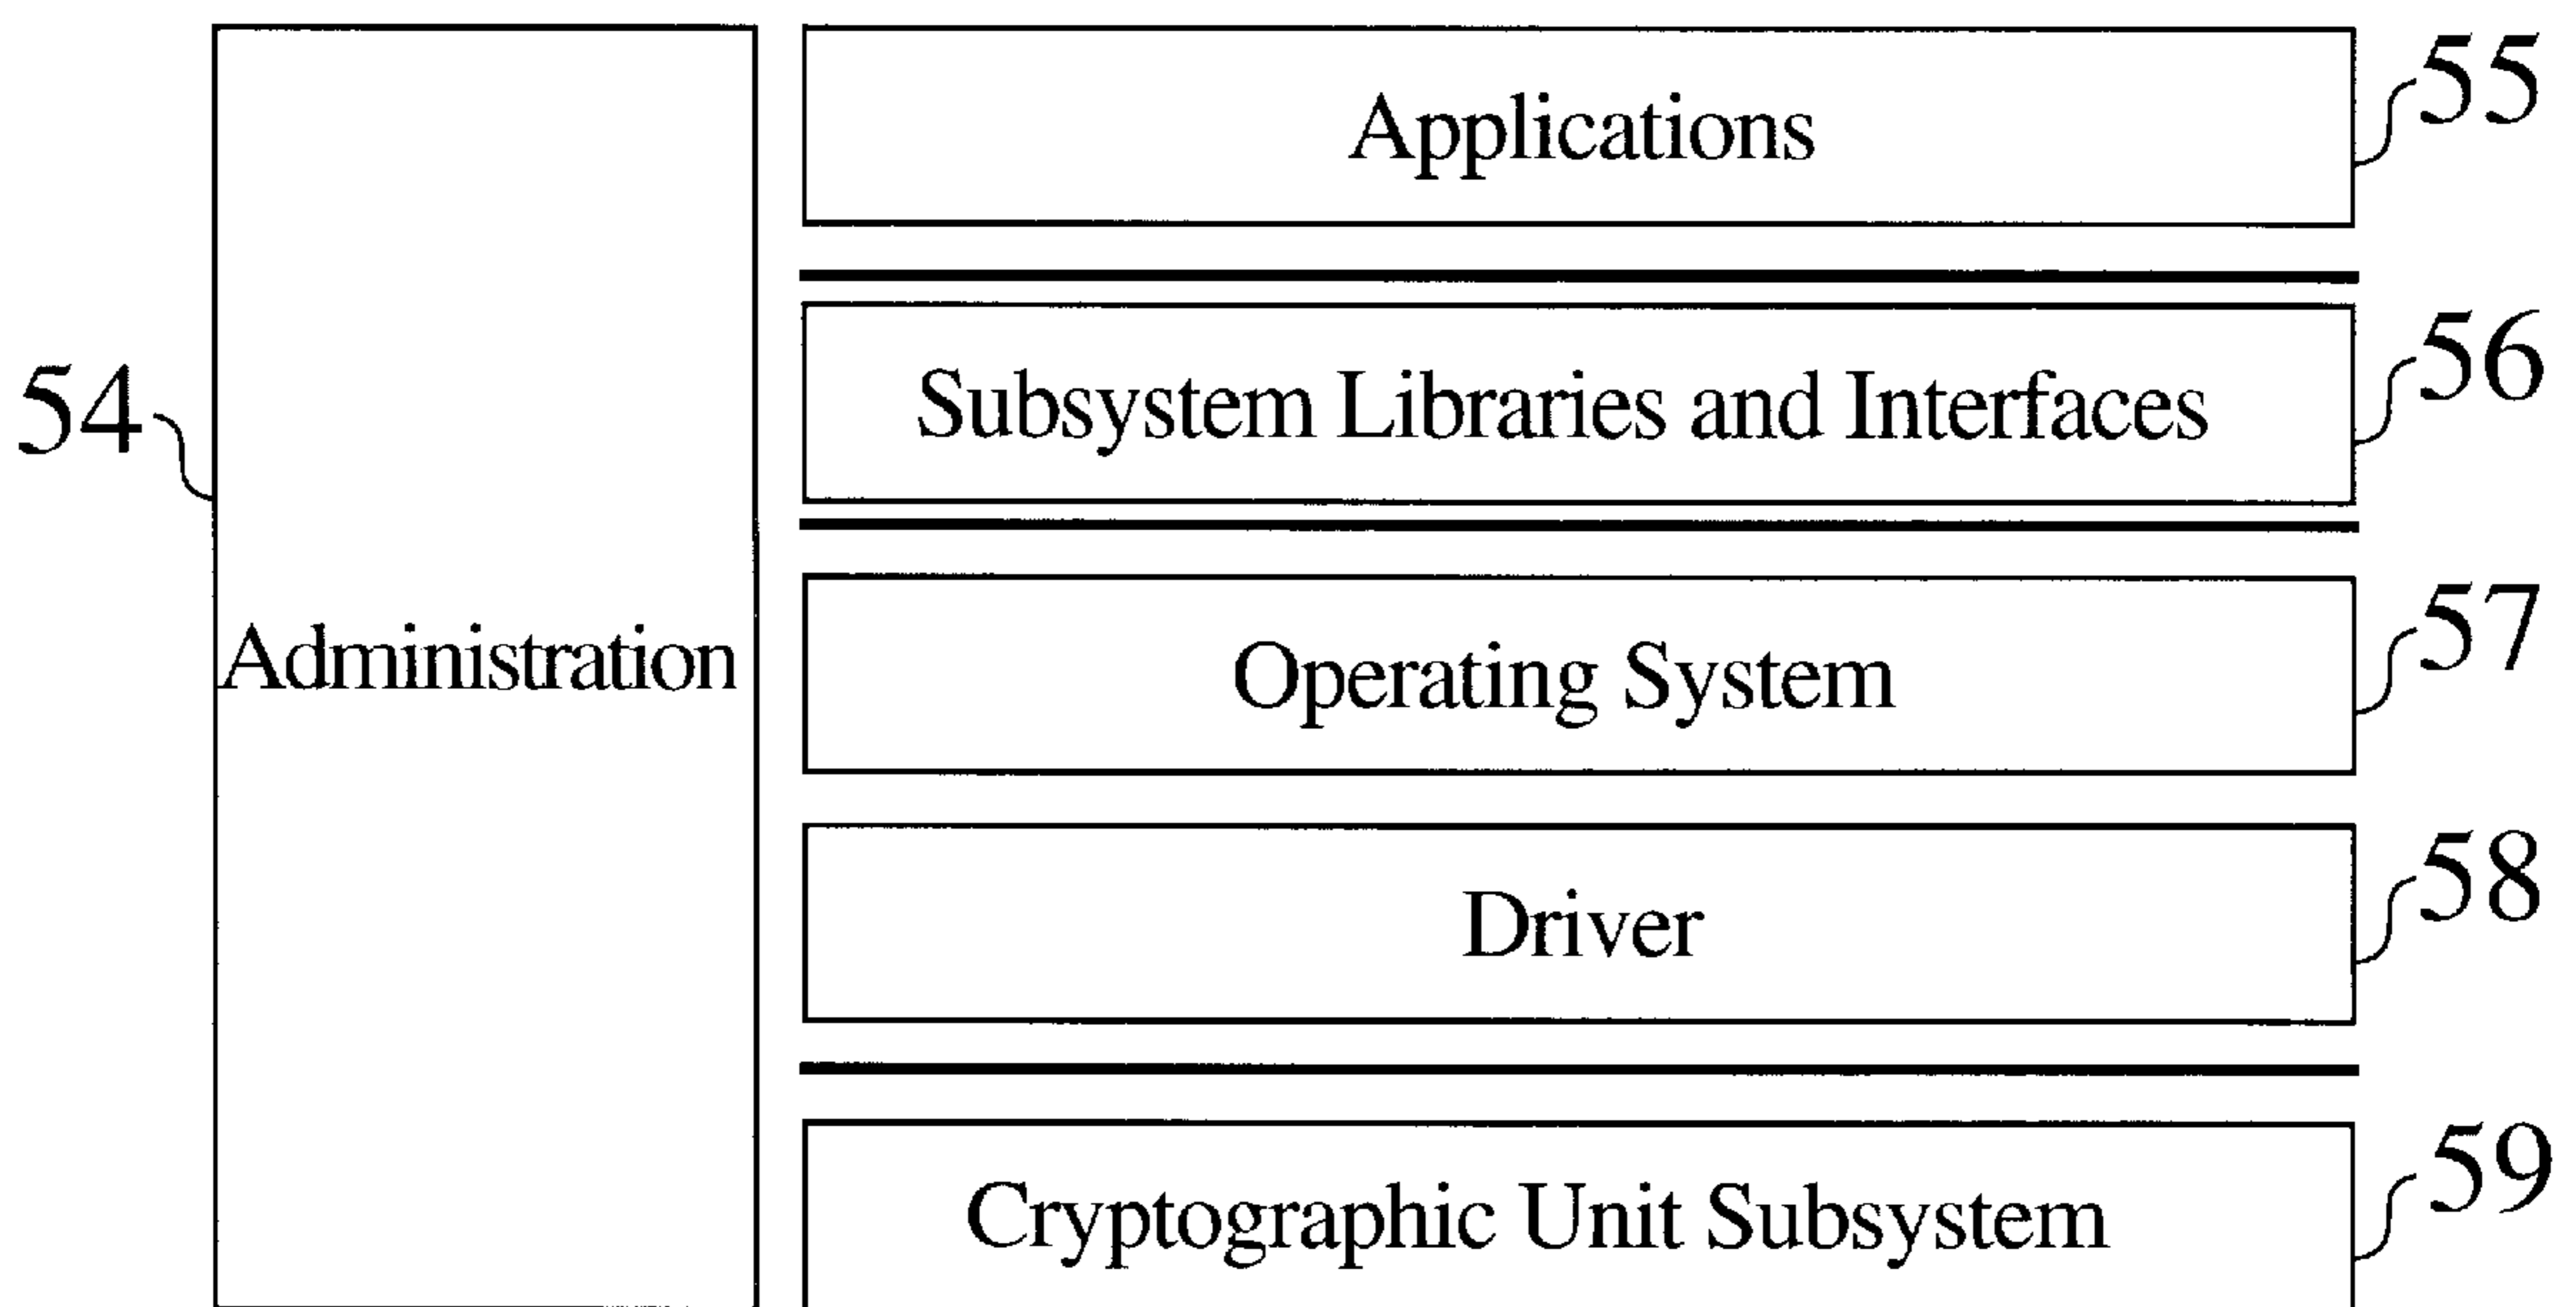 Applications
55
Subsystem Libraries and Interfaces
56
54
Administration
Operating System
57
Driver
58
Cryptographic Unit Subsystem
59